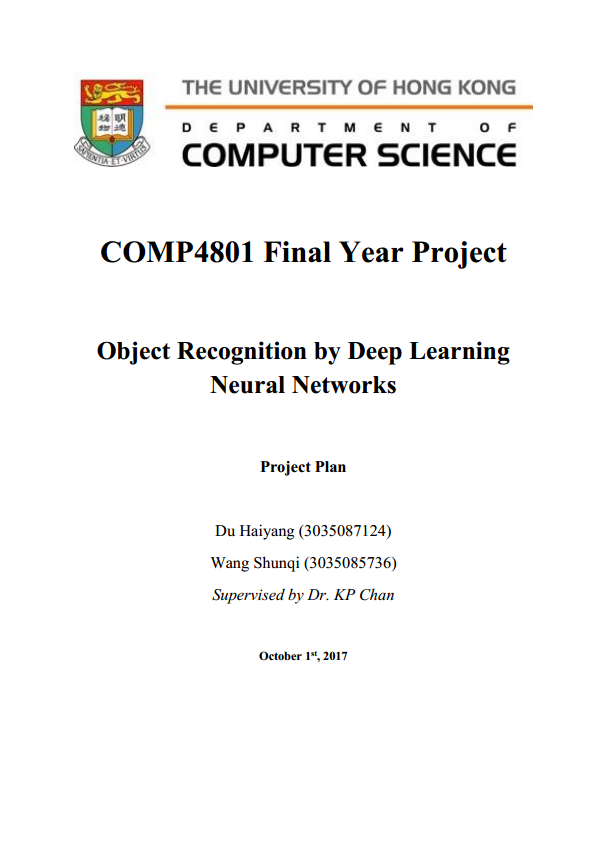 THE UNIVERSITY OF HONG KONG
DEPARTMENT OF
COMPUTER SCIENCE
明德
格物
SAPIENTIA·ET·VIRTUS
COMP4801 Final Year Project
Object Recognition by Deep Learning
Neural Networks
Project Plan
Du Haiyang (3035087124)
Wang Shunqi (3035085736)
Supervised by Dr. KP Chan
October 1st, 2017